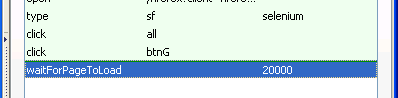 type sf selenium
click all
click btnG
waitForPageToLoad 20000